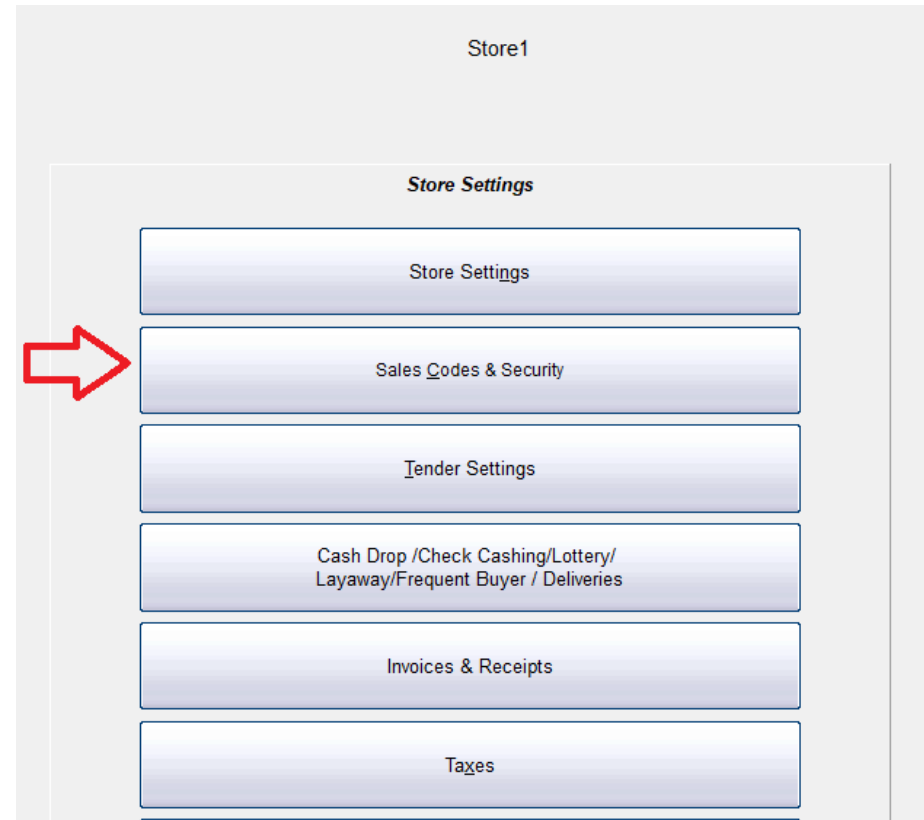 Store1
Store Settings
Store Settings
Sales Codes & Security
Tender Settings
Cash Drop /Check Cashing/Lottery/
Layaway/Frequent Buyer / Deliveries
Invoices & Receipts
Taxes